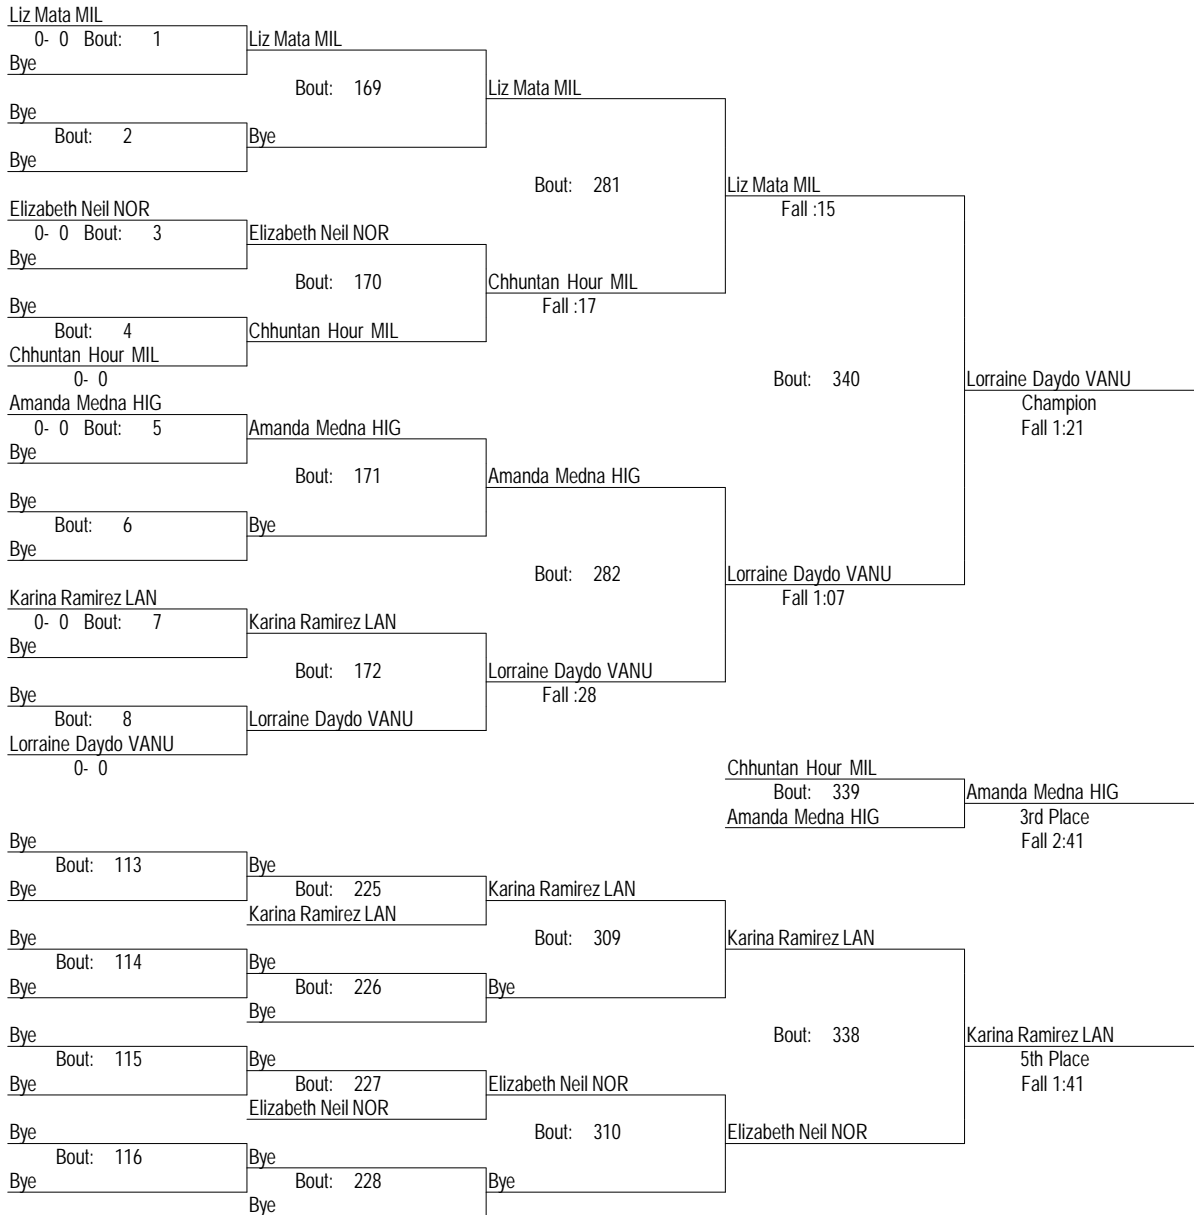 Liz Mata MIL
0- 0 Bout: 1
Liz Mata MIL
Bye
Bout: 169
Liz Mata MIL
Bye
Bout: 2
Bye
Bye
Bout: 281
Liz Mata MIL
Fall :15
Elizabeth Neil NOR
0- 0 Bout: 3
Elizabeth Neil NOR
Bye
Bout: 170
Chhuntan Hour MIL
Fall :17
Bye
Bout: 4
Chhuntan Hour MIL
Chhuntan Hour MIL
0- 0
Bout: 340
Lorraine Daydo VANU
Champion
Fall 1:21
Amanda Medna HIG
0- 0 Bout: 5
Amanda Medna HIG
Bye
Bout: 171
Amanda Medna HIG
Bye
Bout: 6
Bye
Bye
Bout: 282
Lorraine Daydo VANU
Fall 1:07
Karina Ramirez LAN
0- 0 Bout: 7
Karina Ramirez LAN
Bye
Bout: 172
Lorraine Daydo VANU
Fall :28
Bye
Bout: 8
Lorraine Daydo VANU
Lorraine Daydo VANU
0- 0
Chhuntan Hour MIL
Bout: 339
Amanda Medna HIG
Amanda Medna HIG
3rd Place
Fall 2:41
Bye
Bout: 113
Bye
Bye
Bout: 225
Karina Ramirez LAN
Karina Ramirez LAN
Bye
Bout: 309
Karina Ramirez LAN
Bout: 114
Bye
Bye
Bout: 226
Bye
Bye
Bye
Bout: 338
Karina Ramirez LAN
5th Place
Fall 1:41
Bout: 115
Bye
Bye
Bout: 227
Elizabeth Neil NOR
Elizabeth Neil NOR
Bye
Bout: 310
Elizabeth Neil NOR
Bout: 116
Bye
Bye
Bout: 228
Bye
Bye